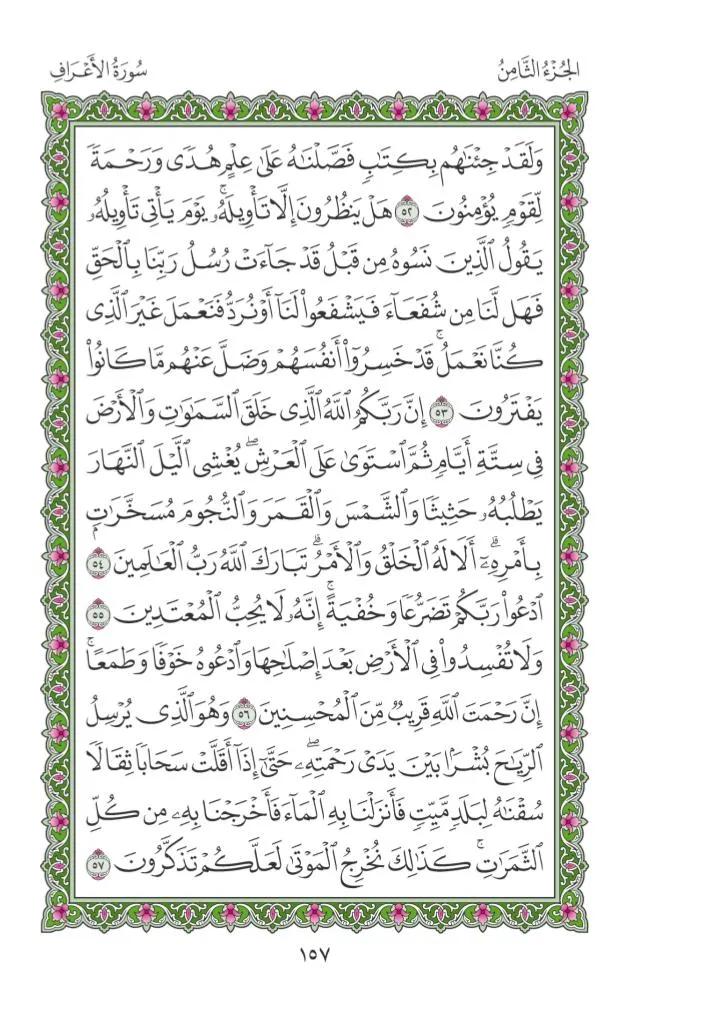 الجُزْءُ الثَّامِنُ
سُورَةُ الأَعْرَافِ
وَلَقَدْ جِئْنَٰهُم بِكِتَٰبٖ فَصَّلْنَٰهُ عَلَىٰ عِلْمٍ هُدٗى وَرَحْمَةٗ
لِّقَوْمٖ يُؤْمِنُونَ ٥٢ هَلْ يَنظُرُونَ إِلَّا تَأْوِيلَهُۥۚ يَوْمَ يَأْتِي تَأْوِيلُهُۥ
يَقُولُ ٱلَّذِينَ نَسُوهُ مِن قَبْلُ قَدْ جَآءَتْ رُسُلُ رَبِّنَا بِٱلْحَقِّ
فَهَل لَّنَا مِن شُفَعَآءَ فَيَشْفَعُوا۟ لَنَآ أَوْ نُرَدُّ فَنَعْمَلَ غَيْرَ ٱلَّذِي
كُنَّا نَعْمَلُۚ قَدْ خَسِرُوٓا۟ أَنفُسَهُمْ وَضَلَّ عَنْهُم مَّا كَانُوا۟
يَفْتَرُونَ ٥٣ إِنَّ رَبَّكُمُ ٱللَّهُ ٱلَّذِي خَلَقَ ٱلسَّمَٰوَٰتِ وَٱلْأَرْضَ
فِي سِتَّةِ أَيَّامٖ ثُمَّ ٱسْتَوَىٰ عَلَى ٱلْعَرْشِۖ يُغْشِي ٱلَّيْلَ ٱلنَّهَارَ
يَطْلُبُهُۥ حَثِيثٗا وَٱلشَّمْسَ وَٱلْقَمَرَ وَٱلنُّجُومَ مُسَخَّرَٰتِۭ
بِأَمْرِهِۦٓۗ أَلَا لَهُ ٱلْخَلْقُ وَٱلْأَمْرُۗ تَبَارَكَ ٱللَّهُ رَبُّ ٱلْعَٰلَمِينَ ٥٤
ٱدْعُوا۟ رَبَّكُمْ تَضَرُّعٗا وَخُفْيَةًۚ إِنَّهُۥ لَا يُحِبُّ ٱلْمُعْتَدِينَ ٥٥
وَلَا تُفْسِدُوا۟ فِي ٱلْأَرْضِ بَعْدَ إِصْلَٰحِهَا وَٱدْعُوهُ خَوْفٗا وَطَمَعًاۚ
إِنَّ رَحْمَتَ ٱللَّهِ قَرِيبٞ مِّنَ ٱلْمُحْسِنِينَ ٥٦ وَهُوَ ٱلَّذِي يُرْسِلُ
ٱلرِّيَٰحَ بُشْرَۢا بَيْنَ يَدَيْ رَحْمَتِهِۦۖ حَتَّىٰٓ إِذَآ أَقَلَّتْ سَحَابٗا ثِقَالٗا
سُقْنَٰهُ لِبَلَدٖ مَّيِّتٖ فَأَنزَلْنَا بِهِ ٱلْمَآءَ فَأَخْرَجْنَا بِهِۦ مِن كُلِّ
ٱلثَّمَرَٰتِۚ كَذَٰلِكَ نُخْرِجُ ٱلْمَوْتَىٰ لَعَلَّكُمْ تَذَكَّرُونَ ٥٧
١٥٧